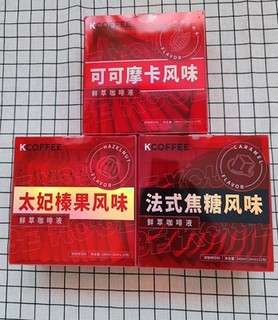 KCOFFEE
FLAVOR
可可摩卡风味
鲜萃咖啡液
KCOFFEE
HAZELNUT
FLAVOR
太妃榛果风味
鲜萃咖啡液
KCOFFEE
CARAMEL
FLAVOR
法式焦糖风味
鲜萃咖啡液